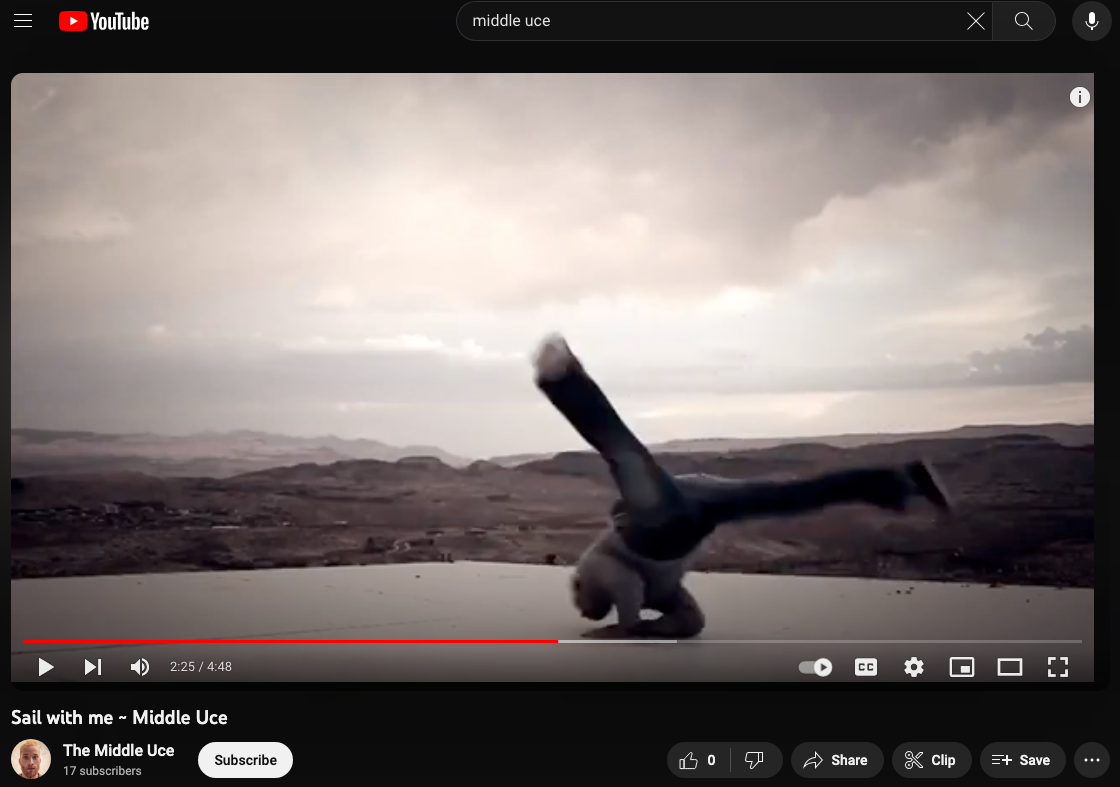 YouTube
middle uce
2:25 / 4:48
CC
Sail with me ~ Middle Uce
The Middle Uce
17 subscribers
Subscribe
0
Share
Clip
Save